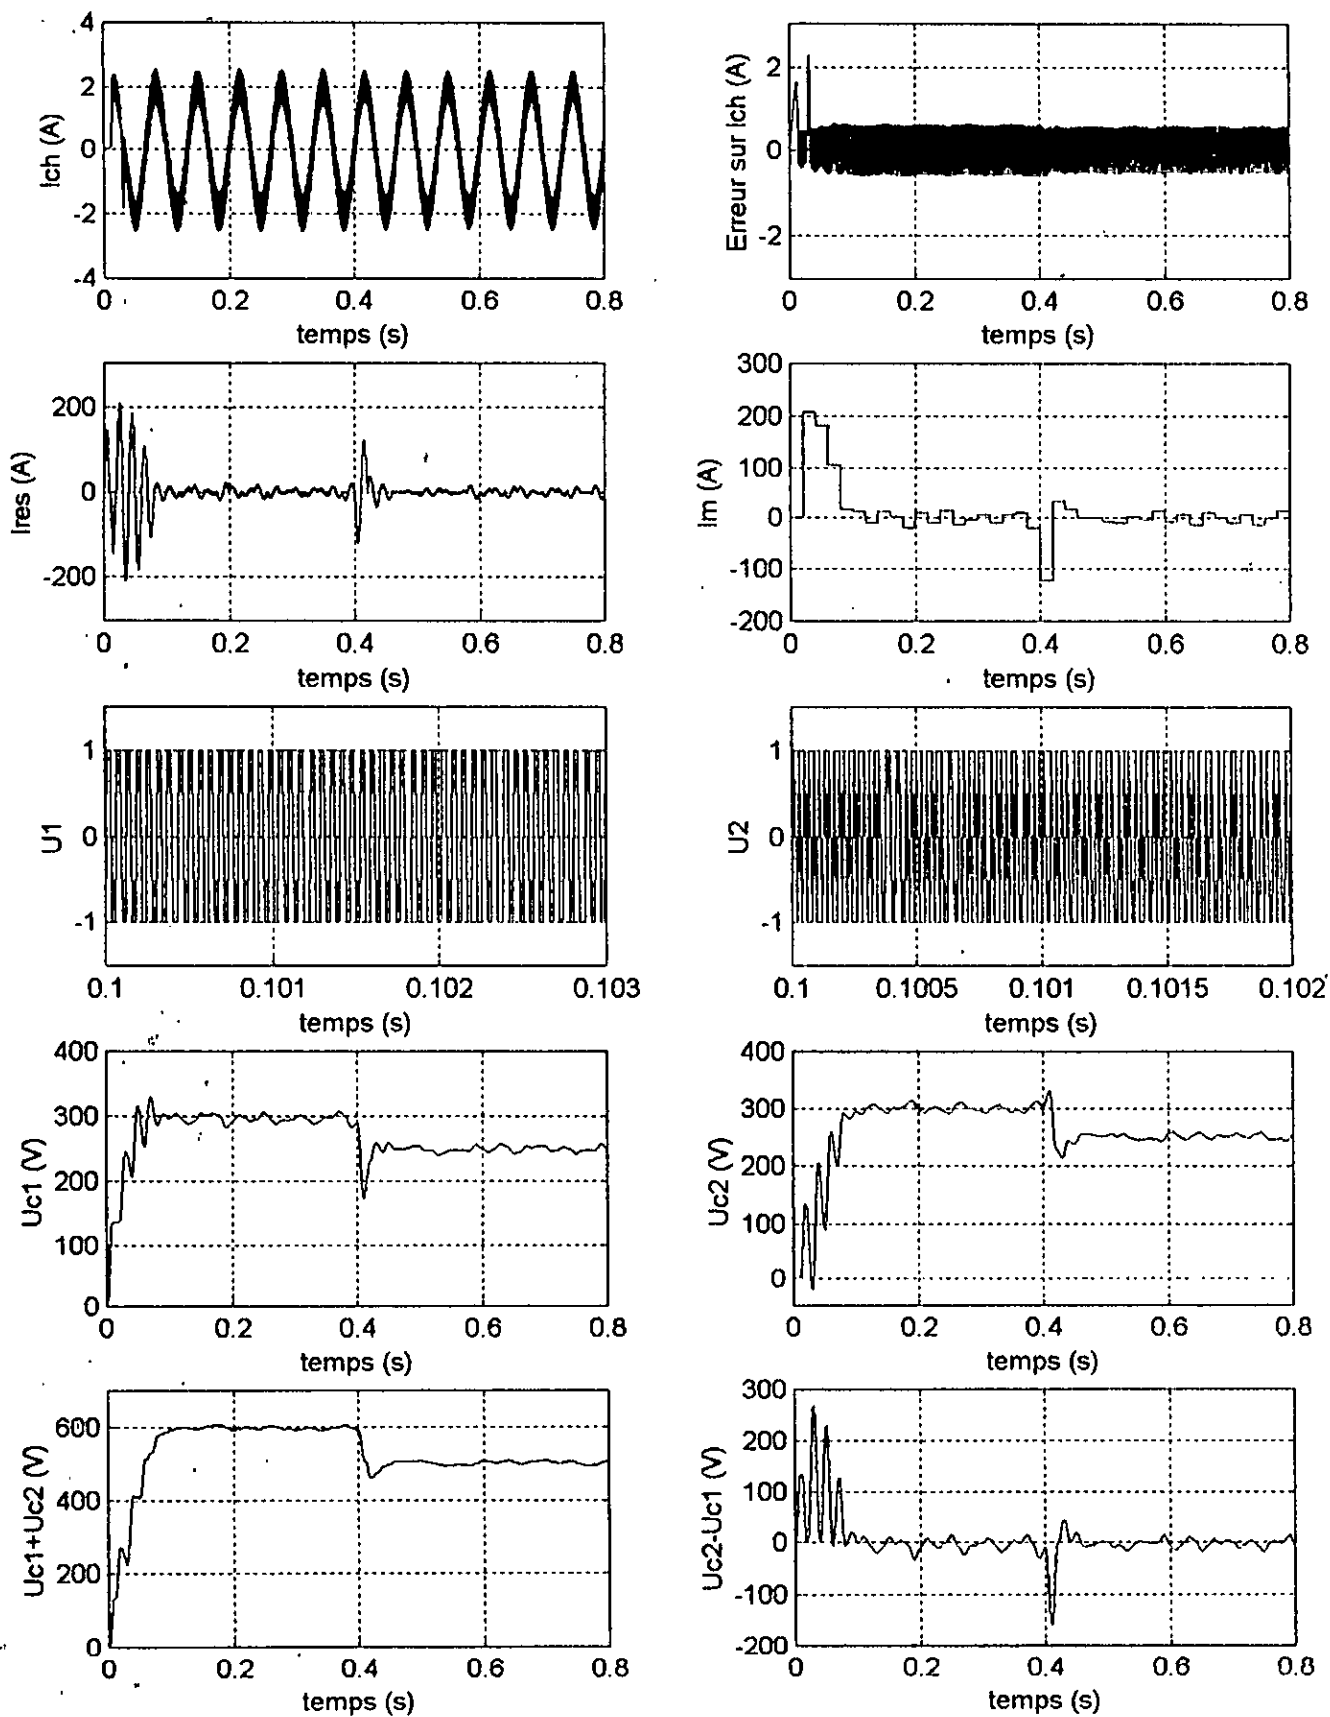 4
2
0
-2
-4
Ich (A)
0 0.2 0.4 0.6 0.8
temps (s)
2
0
-2
Erreur sur Ich (A)
0 0.2 0.4 0.6 0.8
temps (s)
200
0
-200
Ires (A)
0 0.2 0.4 0.6 0.8
temps (s)
300
200
100
0
-100
-200
Im (A)
0 0.2 0.4 0.6 0.8
temps (s)
1
0
-1
U1
0.1 0.101 0.102 0.103
temps (s)
1
0
-1
U2
0.1 0.1005 0.101 0.1015 0.102
temps (s)
400
300
200
100
0
Uc1 (V)
0 0.2 0.4 0.6 0.8
temps (s)
400
300
200
100
0
Uc2 (V)
0 0.2 0.4 0.6 0.8
temps (s)
600
400
200
0
Uc1+Uc2 (V)
0 0.2 0.4 0.6 0.8
temps (s)
300
200
100
0
-100
-200
Uc2-Uc1 (V)
0 0.2 0.4 0.6 0.8
temps (s)